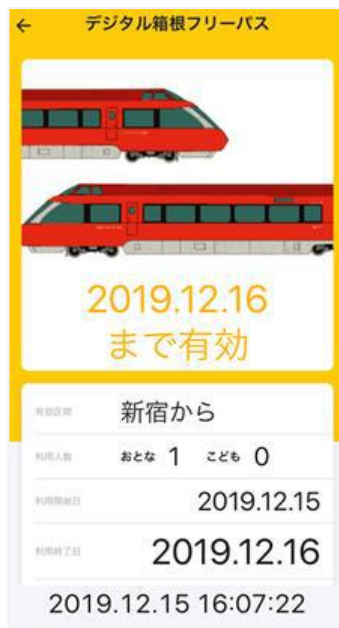 ← デジタル箱根フリーパス
2019.12.16
まで有効
有効区間 新宿から
利用人数 おとな 1 こども 0
利用開始日 2019.12.15
利用終了日 2019.12.16
2019.12.15 16:07:22